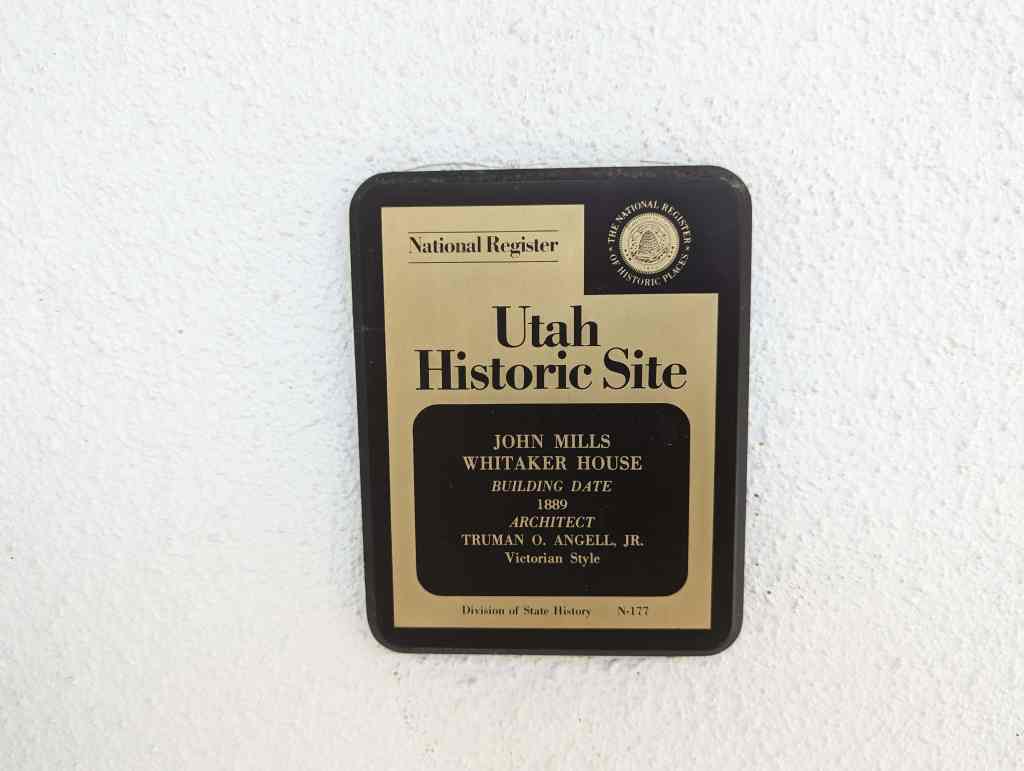 National Register
THE NATIONAL REGISTER
OF HISTORIC PLACES
Utah
Historic Site
JOHN MILLS
WHITAKER HOUSE
BUILDING DATE
1889
ARCHITECT
TRUMAN O. ANGELL, JR.
Victorian Style
Division of State History N-177